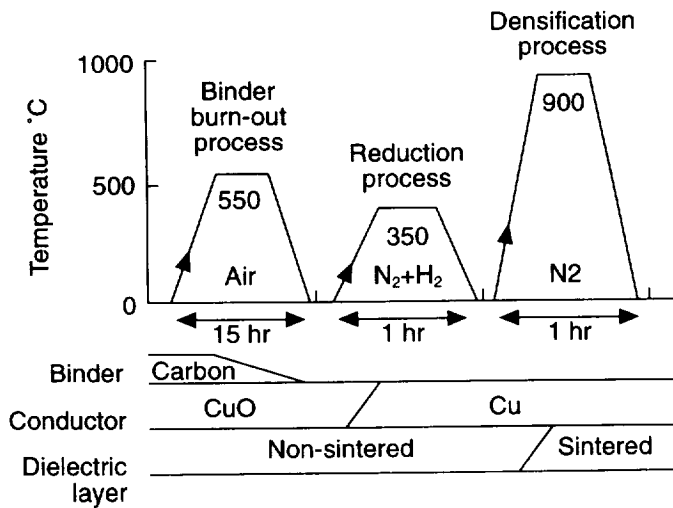 Densification
process
1000
900
Binder
burn-out
process
Temperature °C
Reduction
process
500
550
350
Air
N₂+H₂
N2
0
15 hr
1 hr
1 hr
Binder
Carbon
Conductor
CuO
Cu
Dielectric
layer
Non-sintered
Sintered